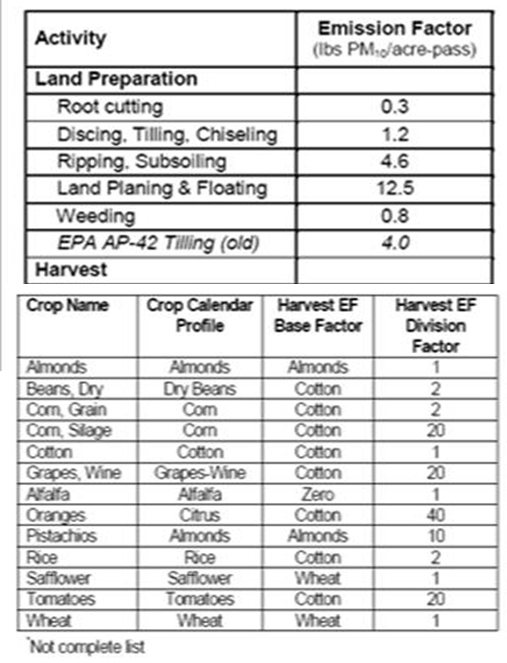 Activity Emission Factor
(lbs PM₁₀/acre-pass)
Land Preparation
Root cutting 0.3
Discing, Tilling, Chiseling 1.2
Ripping, Subsoiling 4.6
Land Planing & Floating 12.5
Weeding 0.8
EPA AP-42 Tilling (old) 4.0
Harvest
Crop Name Crop Calendar Harvest EF Harvest EF
Profile Base Factor Division
Factor
Almonds Almonds Almonds 1
Beans, Dry Dry Beans Cotton 2
Corn, Grain Corn Cotton 2
Corn, Silage Corn Cotton 20
Cotton Cotton Cotton 1
Grapes, Wine Grapes-Wine Cotton 20
Alfalfa Alfalfa Zero 1
Oranges Citrus Cotton 40
Pistachios Almonds Almonds 10
Rice Rice Cotton 2
Safflower Safflower Wheat 1
Tomatoes Tomatoes Cotton 20
Wheat Wheat Wheat 1
*Not complete list